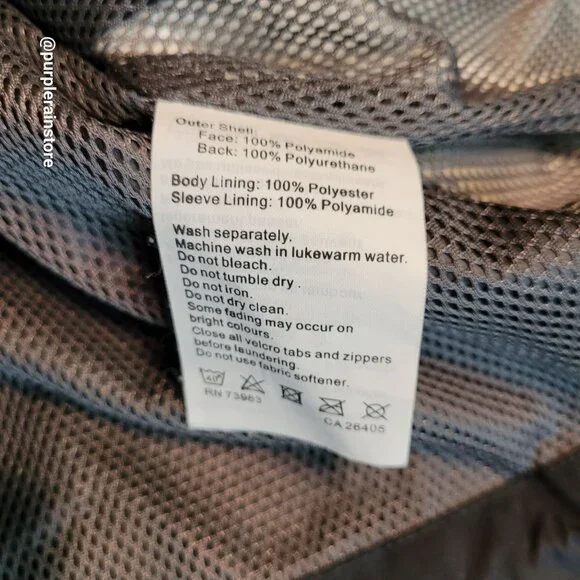 @purplerainstore
Outer Shell:
Face: 100% Polyamide
Back: 100% Polyurethane
Body Lining: 100% Polyester
Sleeve Lining: 100% Polyamide
Wash separately.
Machine wash in lukewarm water.
Do not bleach.
Do not tumble dry.
Do not iron.
Do not dry clean.
Some fading may occur on
bright colours.
Close all velcro tabs and zippers
before laundering.
Do not use fabric softener.
40
RN 73963
CA 26405